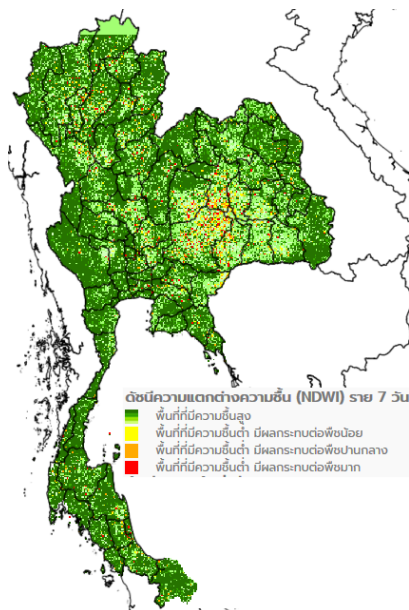 ดัชนีความแตกต่างความชื้น (NDWI) ราย 7 วัน
พื้นที่ที่มีความชื้นสูง
พื้นที่ที่มีความชื้นต่ำ มีผลกระทบต่อพืชน้อย
พื้นที่ที่มีความชื้นต่ำ มีผลกระทบต่อพืชปานกลาง
พื้นที่ที่มีความชื้นต่ำ มีผลกระทบต่อพืชมาก